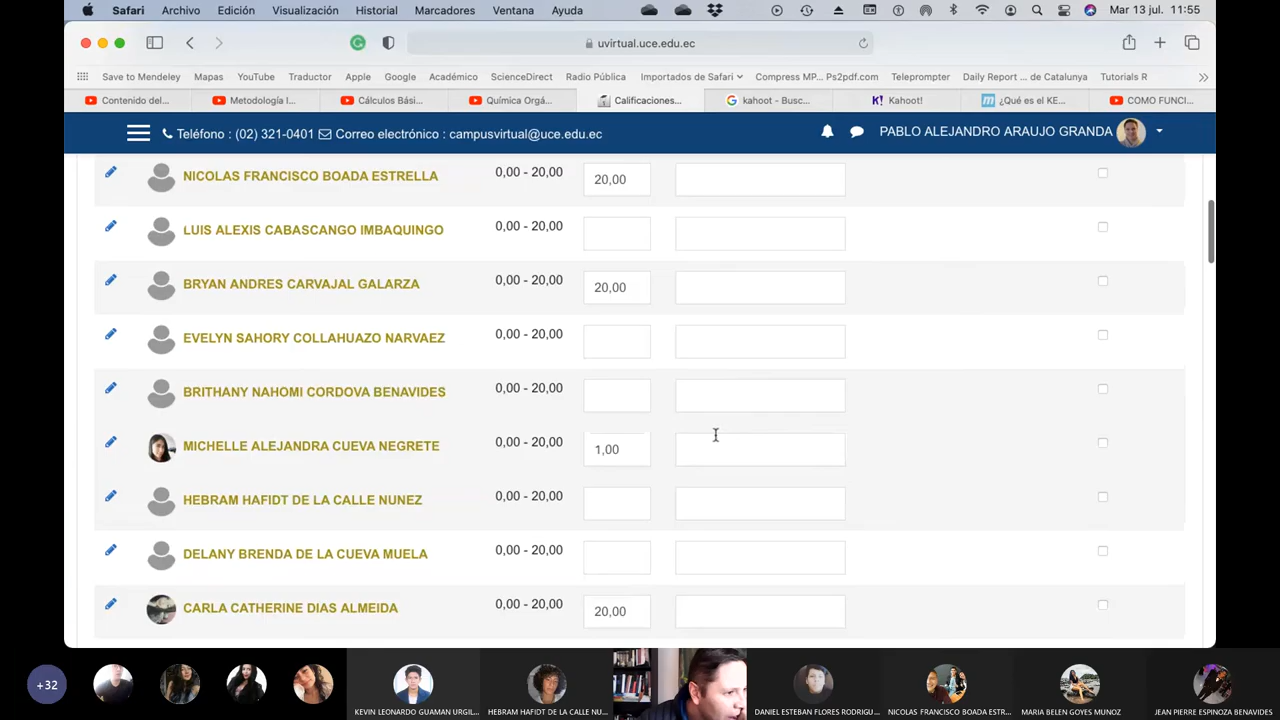 Safari Archivo Edición Visualización Historial Marcadores Ventana Ayuda Mar 13 jul. 11:55
uvirtual.uce.edu.ec
Save to Mendeley Mapas YouTube Traductor Apple Google Académico ScienceDirect Radio Pública Importados de Safari Compress MP... Ps2pdf.com Teleprompter Daily Report ... de Catalunya Tutorials R
Contenido del... Metodología I... Cálculos Bási... Química Orgá... Calificaciones... kahoot - Busc... K! Kahoot! ¿Qué es el KE... COMO FUNCI...
Teléfono : (02) 321-0401 Correo electrónico : campusvirtual@uce.edu.ec PABLO ALEJANDRO ARAUJO GRANDA
NICOLAS FRANCISCO BOADA ESTRELLA 0,00 - 20,00 20,00
LUIS ALEXIS CABASCANGO IMBAQUINGO 0,00 - 20,00
BRYAN ANDRES CARVAJAL GALARZA 0,00 - 20,00 20,00
EVELYN SAHORY COLLAHUAZO NARVAEZ 0,00 - 20,00
BRITHANY NAHOMI CORDOVA BENAVIDES 0,00 - 20,00
MICHELLE ALEJANDRA CUEVA NEGRETE 0,00 - 20,00 1,00
HEBRAM HAFIDT DE LA CALLE NUNEZ 0,00 - 20,00
DELANY BRENDA DE LA CUEVA MUELA 0,00 - 20,00
CARLA CATHERINE DIAS ALMEIDA 0,00 - 20,00 20,00
+32
KEVIN LEONARDO GUAMAN URGIL... HEBRAM HAFIDT DE LA CALLE NU... DANIEL ESTEBAN FLORES RODRIGU... NICOLAS FRANCISCO BOADA ESTR... MARIA BELEN GOYES MUNOZ JEAN PIERRE ESPINOZA BENAVIDES